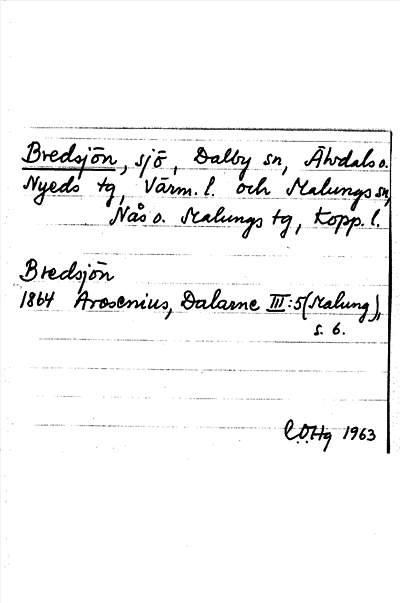 Bredsjön, sjö, Dalby sn, Älvdals o.
Nyeds tg, Värm. l. och Malungs sn,
Nås o. Malungs tg, Kopp. l.
Bredsjön
1864 Arosenius, Dalarne III:5 (Malung),
s. 6.
C.O.Hg 1963